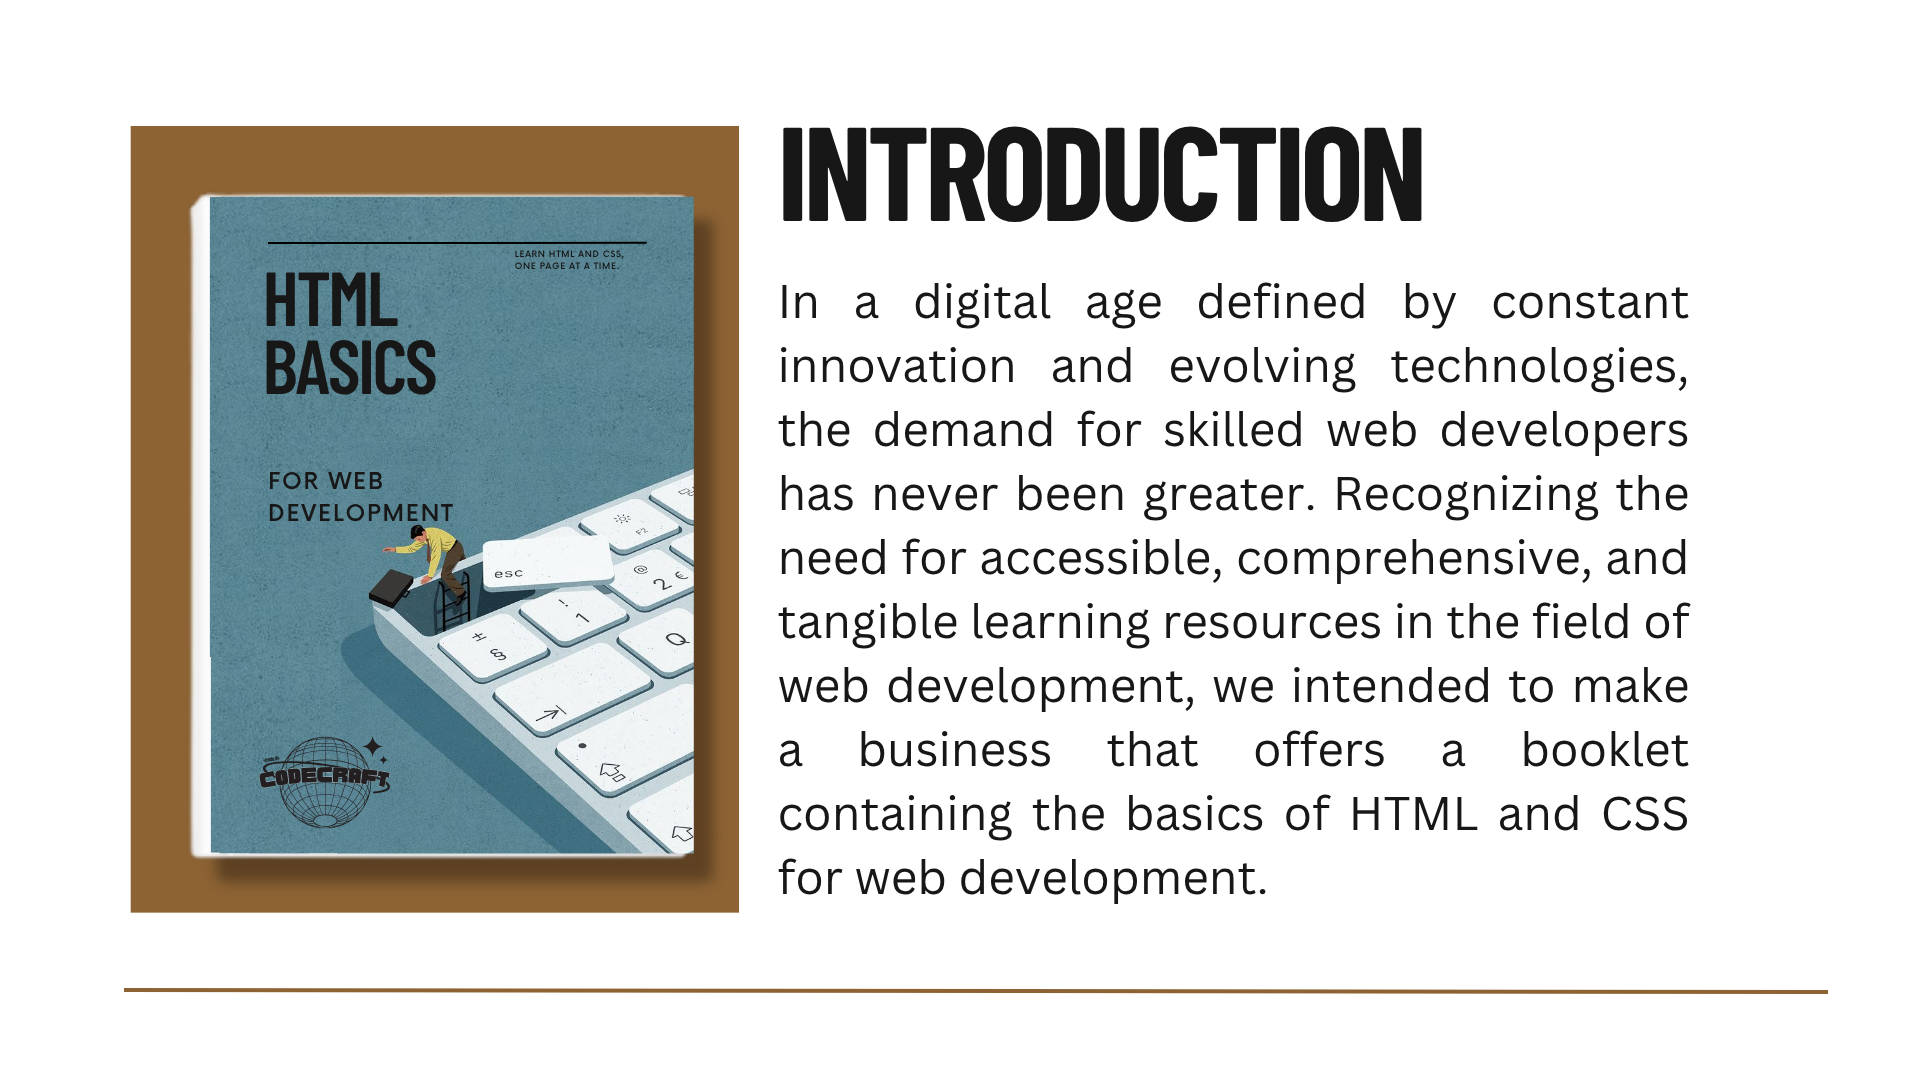 LEARN HTML AND CSS,
ONE PAGE AT A TIME.
HTML
BASICS
FOR WEB
DEVELOPMENT
esc
F2
@
2 €
!
1
±
§
Q
CODECRAFT
INTRODUCTION
In a digital age defined by constant
innovation and evolving technologies,
the demand for skilled web developers
has never been greater. Recognizing the
need for accessible, comprehensive, and
tangible learning resources in the field of
web development, we intended to make
a business that offers a booklet
containing the basics of HTML and CSS
for web development.